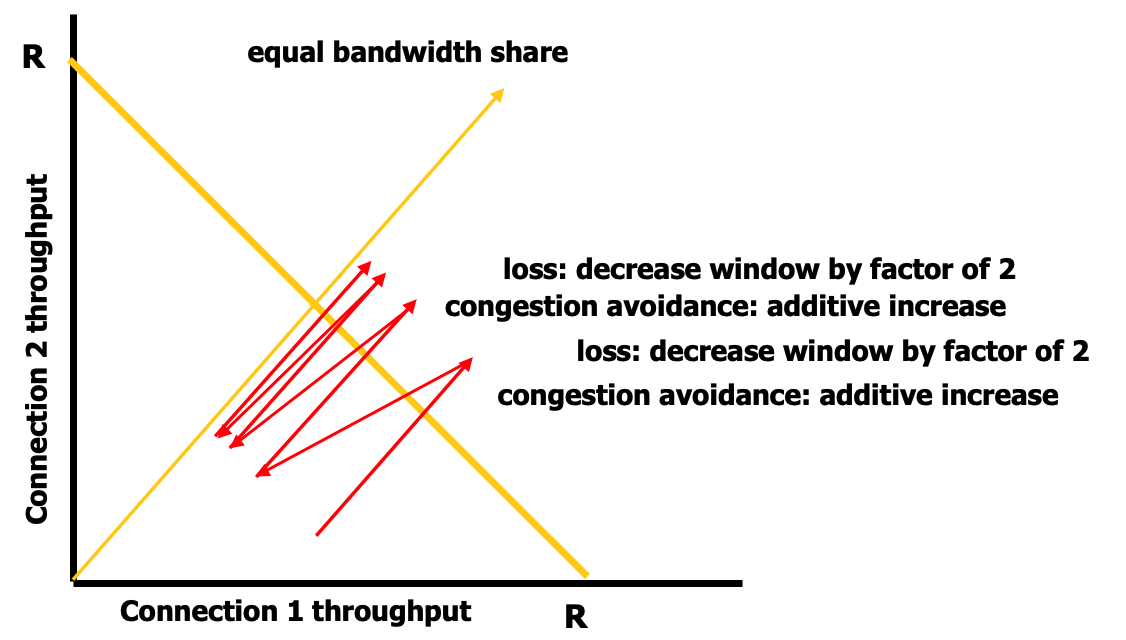 R
equal bandwidth share
Connection 2 throughput
loss: decrease window by factor of 2
congestion avoidance: additive increase
loss: decrease window by factor of 2
congestion avoidance: additive increase
Connection 1 throughput
R